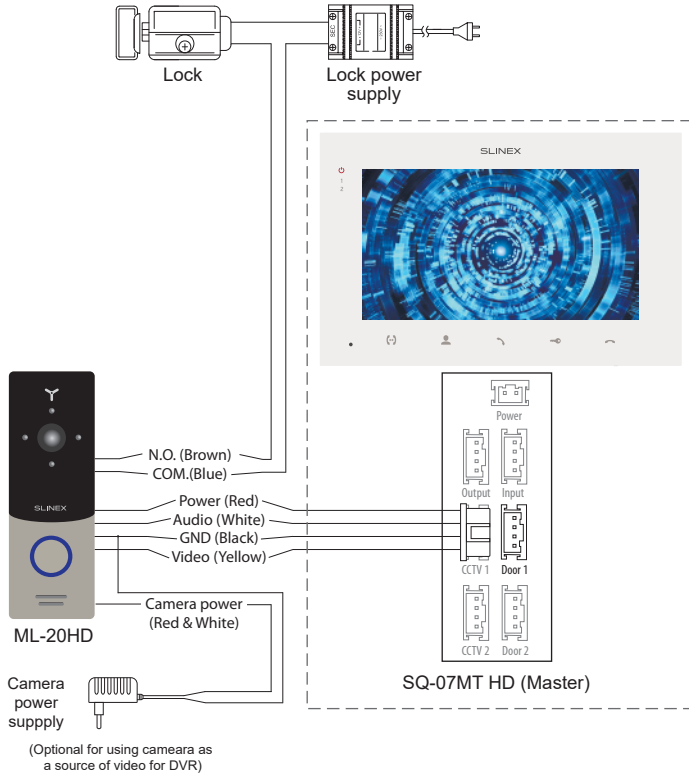 Lock
Lock power
supply
SEC
SLINEX
1
2
Power
Output
Input
CCTV 1
Door 1
CCTV 2
Door 2
SQ-07MT HD (Master)
N.O. (Brown)
COM.(Blue)
Power (Red)
Audio (White)
GND (Black)
Video (Yellow)
Camera power
(Red & White)
SLINEX
ML-20HD
Camera
power
suppply
(Optional for using cameara as
a source of video for DVR)